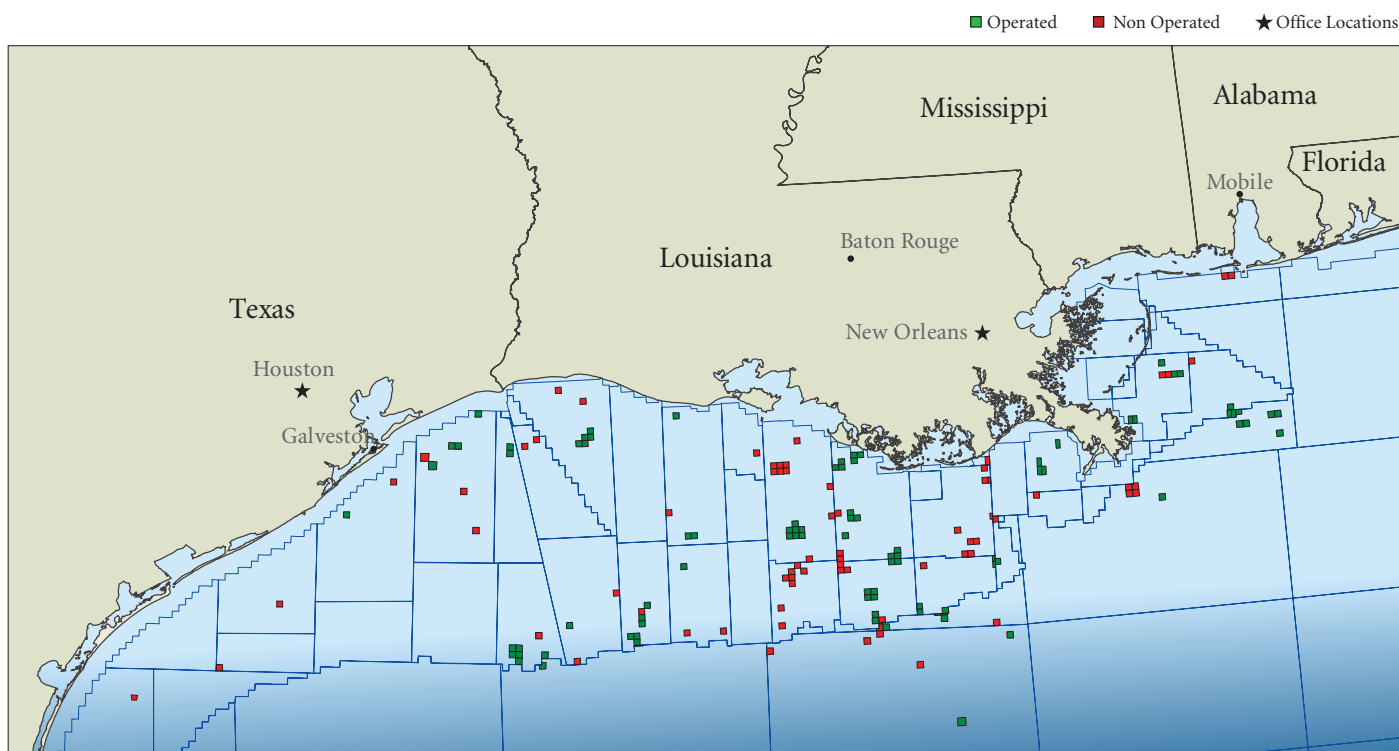 Operated Non Operated Office Locations
Alabama
Mississippi
Florida
Mobile
Baton Rouge
Louisiana
Texas
New Orleans
Houston
Galveston